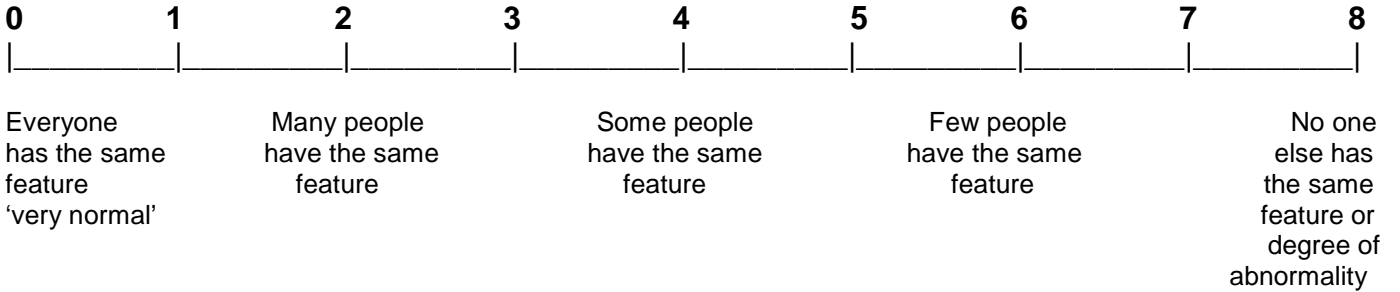 0 1 2 3 4 5 6 7 8
Everyone Many people Some people Few people No one
has the same have the same have the same have the same else has
feature feature feature feature the same
‘very normal’ feature or
degree of
abnormality